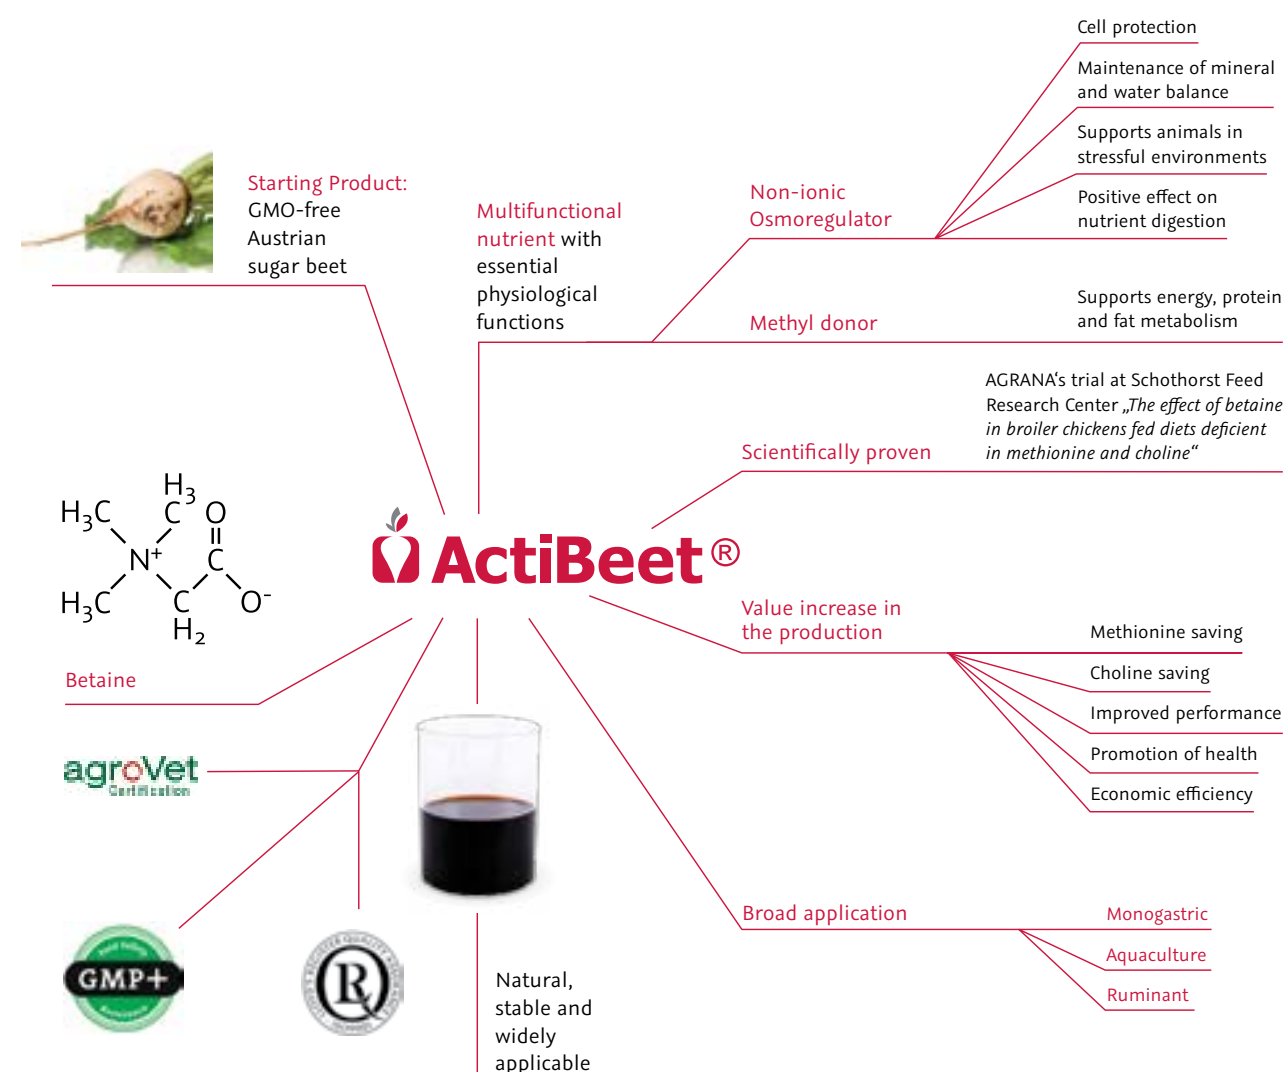 Cell protection
Maintenance of mineral
and water balance
Supports animals in
stressful environments
Positive effect on
nutrient digestion
Starting Product:
GMO-free
Austrian
sugar beet
Multifunctional
nutrient with
essential
physiological
functions
Non-ionic
Osmoregulator
Methyl donor
Supports energy, protein
and fat metabolism
AGRANA‘s trial at Schothorst Feed
Research Center „The effect of betaine
in broiler chickens fed diets deficient
in methionine and choline“
Scientifically proven
H3
H3C C O
N+ C
H3C C O-
H2
ActiBeet®
Betaine
Value increase in
the production
Methionine saving
Choline saving
Improved performance
Promotion of health
Economic efficiency
agroVet
Certification
Broad application
Monogastric
Aquaculture
Ruminant
GMP+
Natural,
stable and
widely
applicable